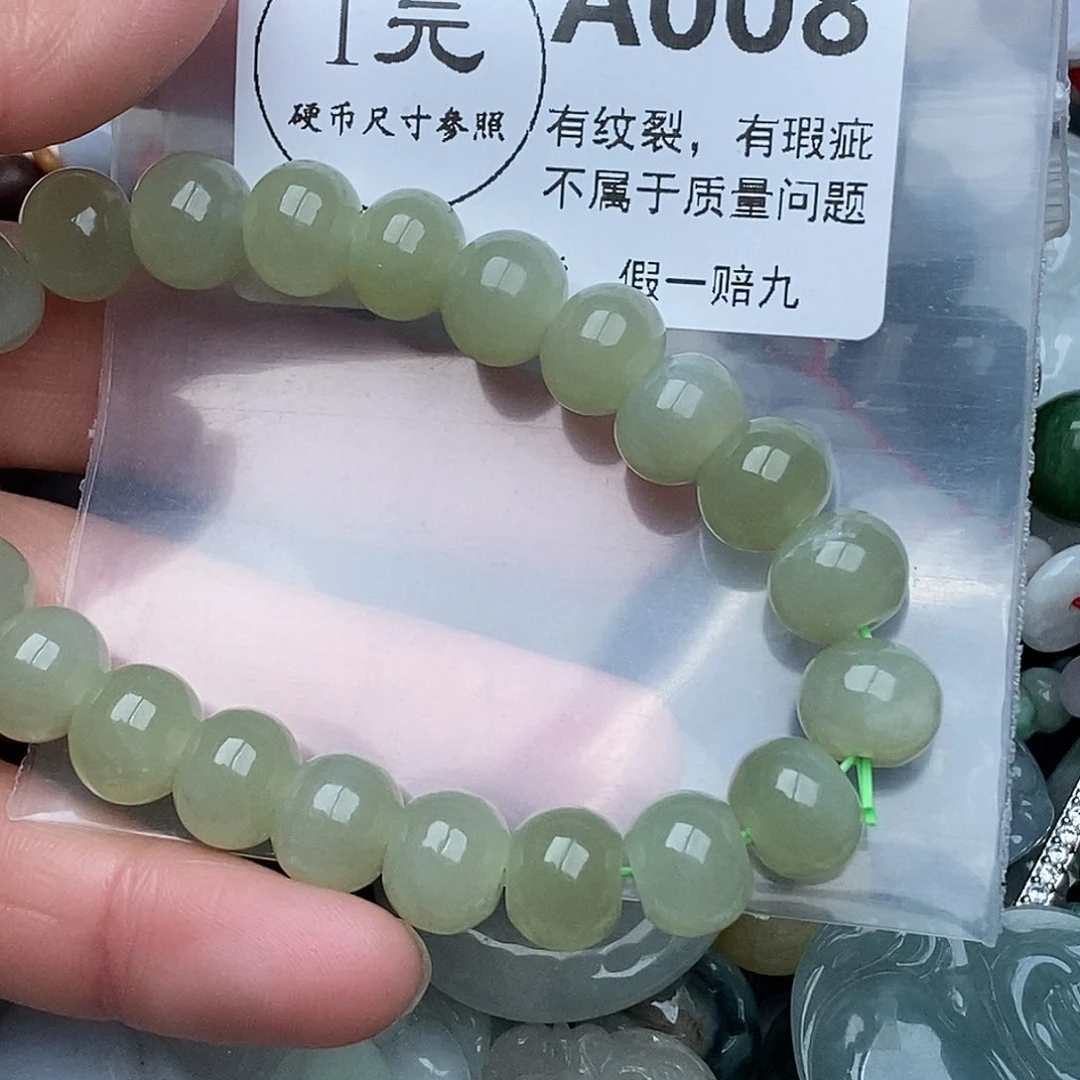 1元
A008
硬币尺寸参照
有纹裂，有瑕疵
不属于质量问题
假一赔九